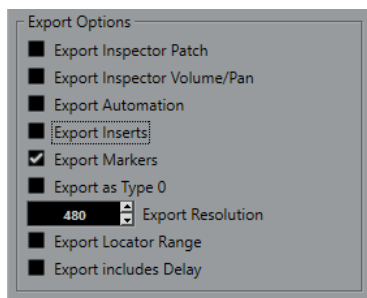 Export Options
Export Inspector Patch
Export Inspector Volume/Pan
Export Automation
Export Inserts
Export Markers
Export as Type 0
480 Export Resolution
Export Locator Range
Export includes Delay